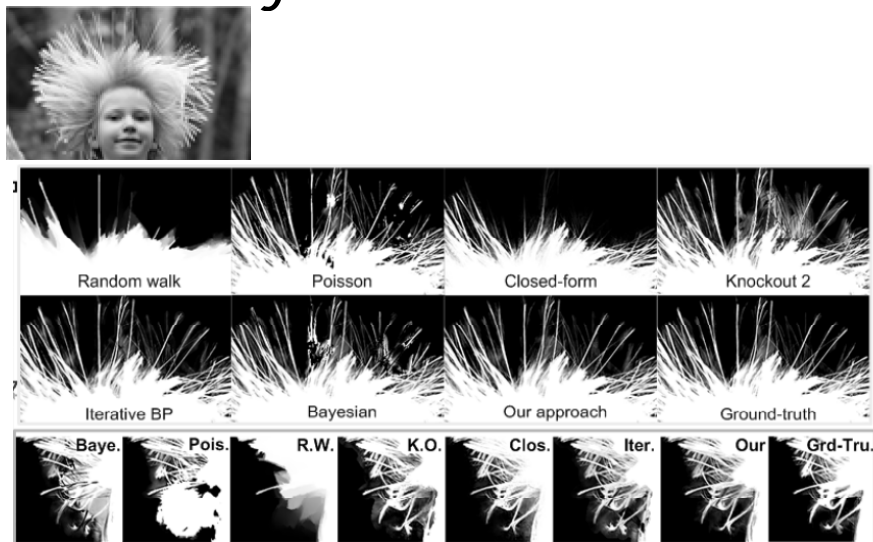 Random walk Poisson Closed-form Knockout 2
Iterative BP Bayesian Our approach Ground-truth
Baye. Pois. R.W. K.O. Clos. Iter. Our Grd-Tru.